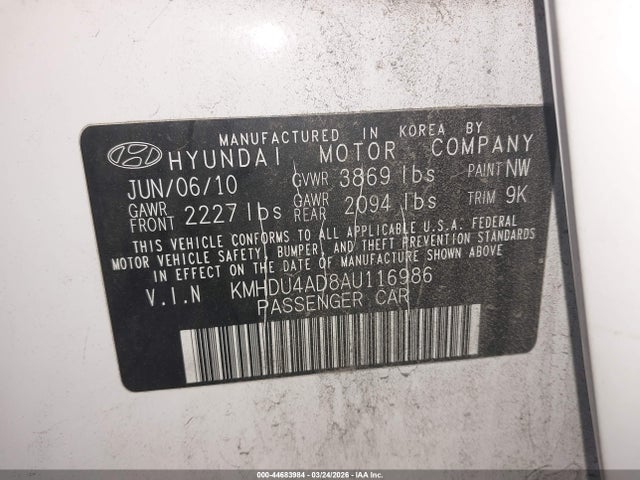 MANUFACTURED IN KOREA BY
HYUNDAI MOTOR COMPANY
JUN/06/10 GVWR 3869 lbs PAINT NW
GAWR FRONT 2227 lbs GAWR REAR 2094 lbs TRIM 9K
THIS VEHICLE CONFORMS TO ALL APPLICABLE U.S.A. FEDERAL
MOTOR VEHICLE SAFETY, BUMPER, AND THEFT PREVENTION STANDARDS
IN EFFECT ON THE DATE OF MANUFACTURE SHOWN ABOVE
V.I.N KMHDU4AD8AU116986
PASSENGER CAR
000-44683984 - 03/24/2026 - IAA Inc.